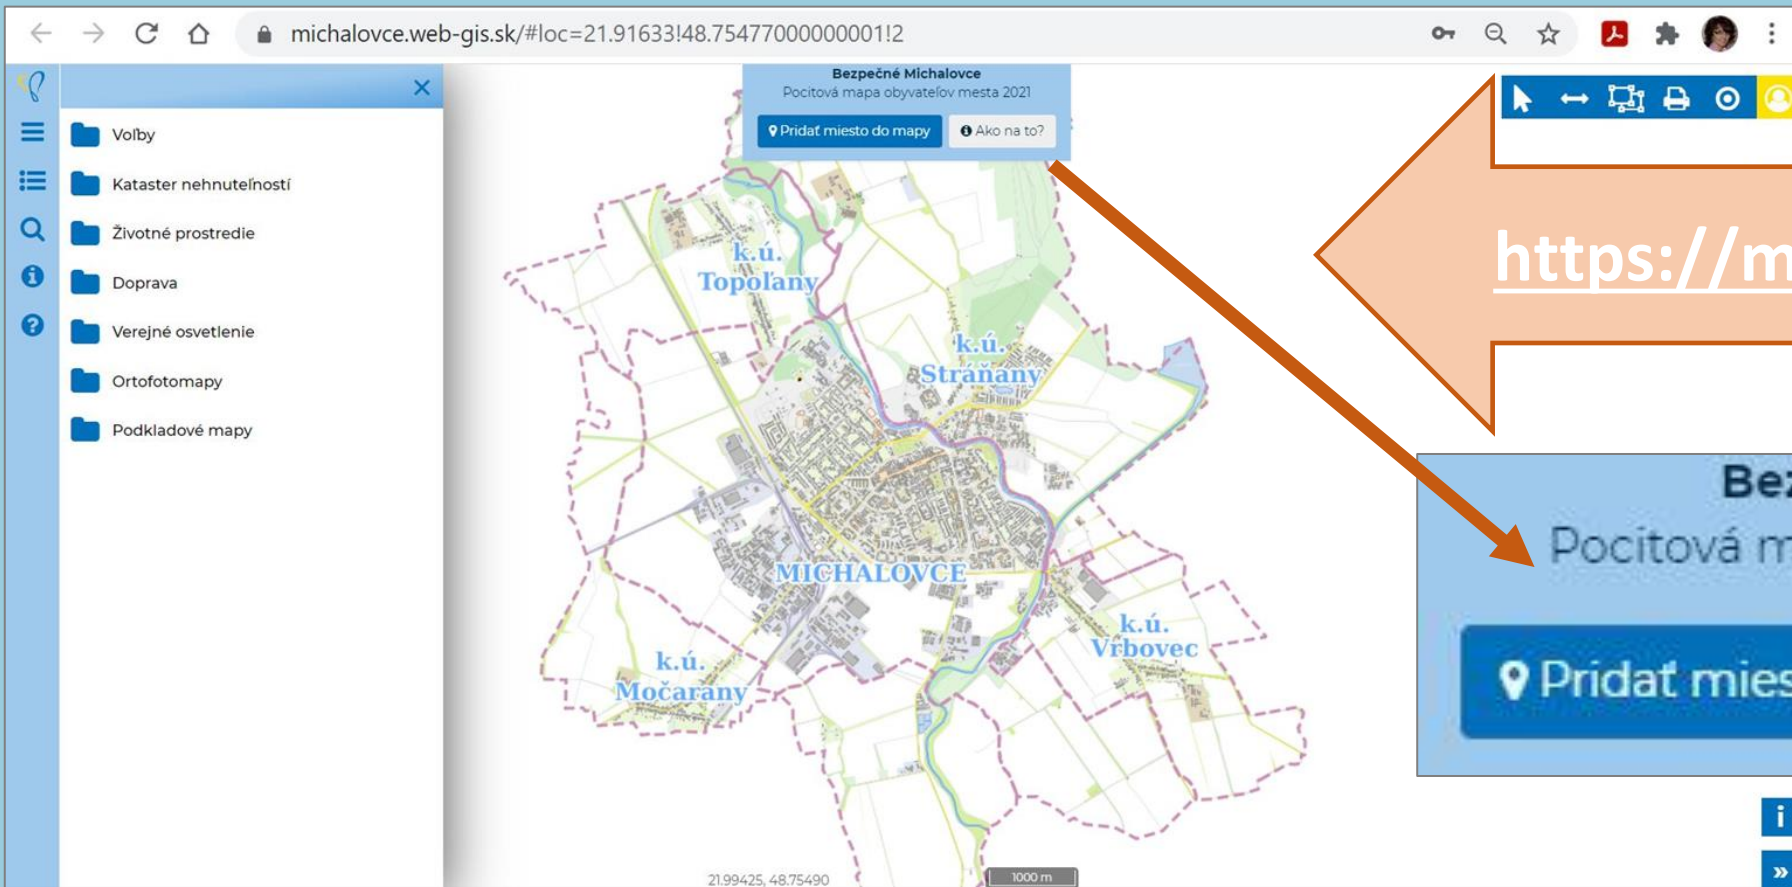 michalovce.web-gis.sk/#loc=21.91633!48.75477000000001!2
Voľby
Kataster nehnuteľností
Životné prostredie
Doprava
Verejné osvetlenie
Ortofotomapy
Podkladové mapy
Bezpečné Michalovce
Pocitová mapa obyvateľov mesta 2021
Pridať miesto do mapy
Ako na to?
k.ú.
Topoľany
k.ú.
Stráňany
MICHALOVCE
k.ú.
Vrbovec
k.ú.
Močarany
21.99425, 48.75490
1000 m
https://m
Bez
Pocitová m
Pridať mies